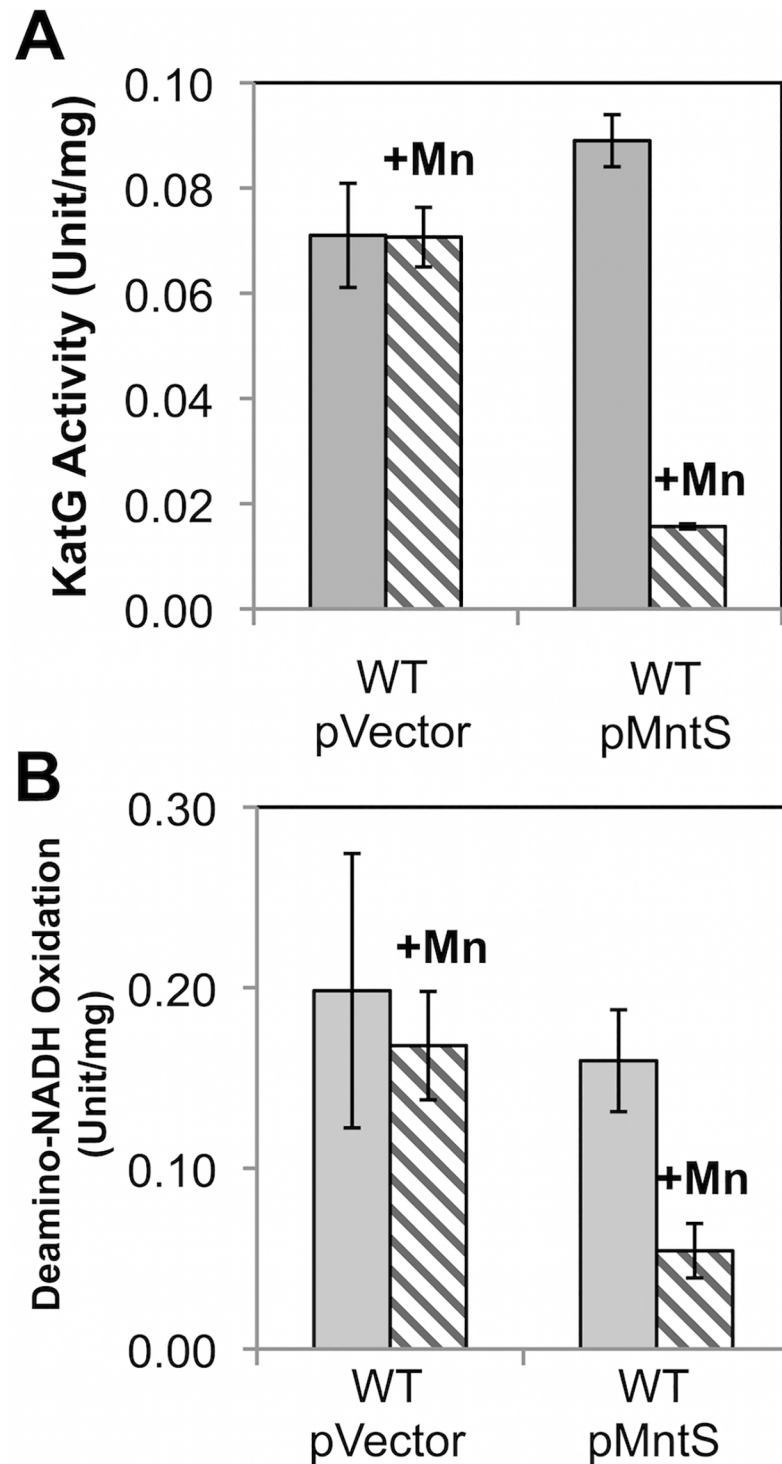 A
KatG Activity (Unit/mg)
0.10
0.08
0.06
0.04
0.02
0.00
+Mn
+Mn
WT
pVector
WT
pMntS
B
Deamino-NADH Oxidation
(Unit/mg)
0.30
0.20
0.10
0.00
+Mn
+Mn
WT
pVector
WT
pMntS